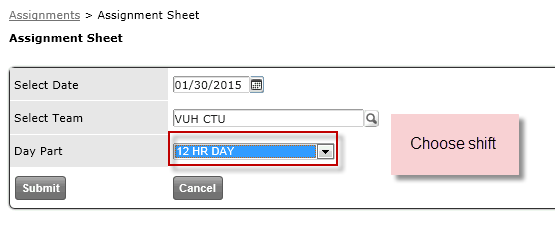 Assignments > Assignment Sheet
Assignment Sheet
Select Date 01/30/2015
Select Team VUH CTU
Day Part 12 HR DAY
Choose shift
Submit Cancel